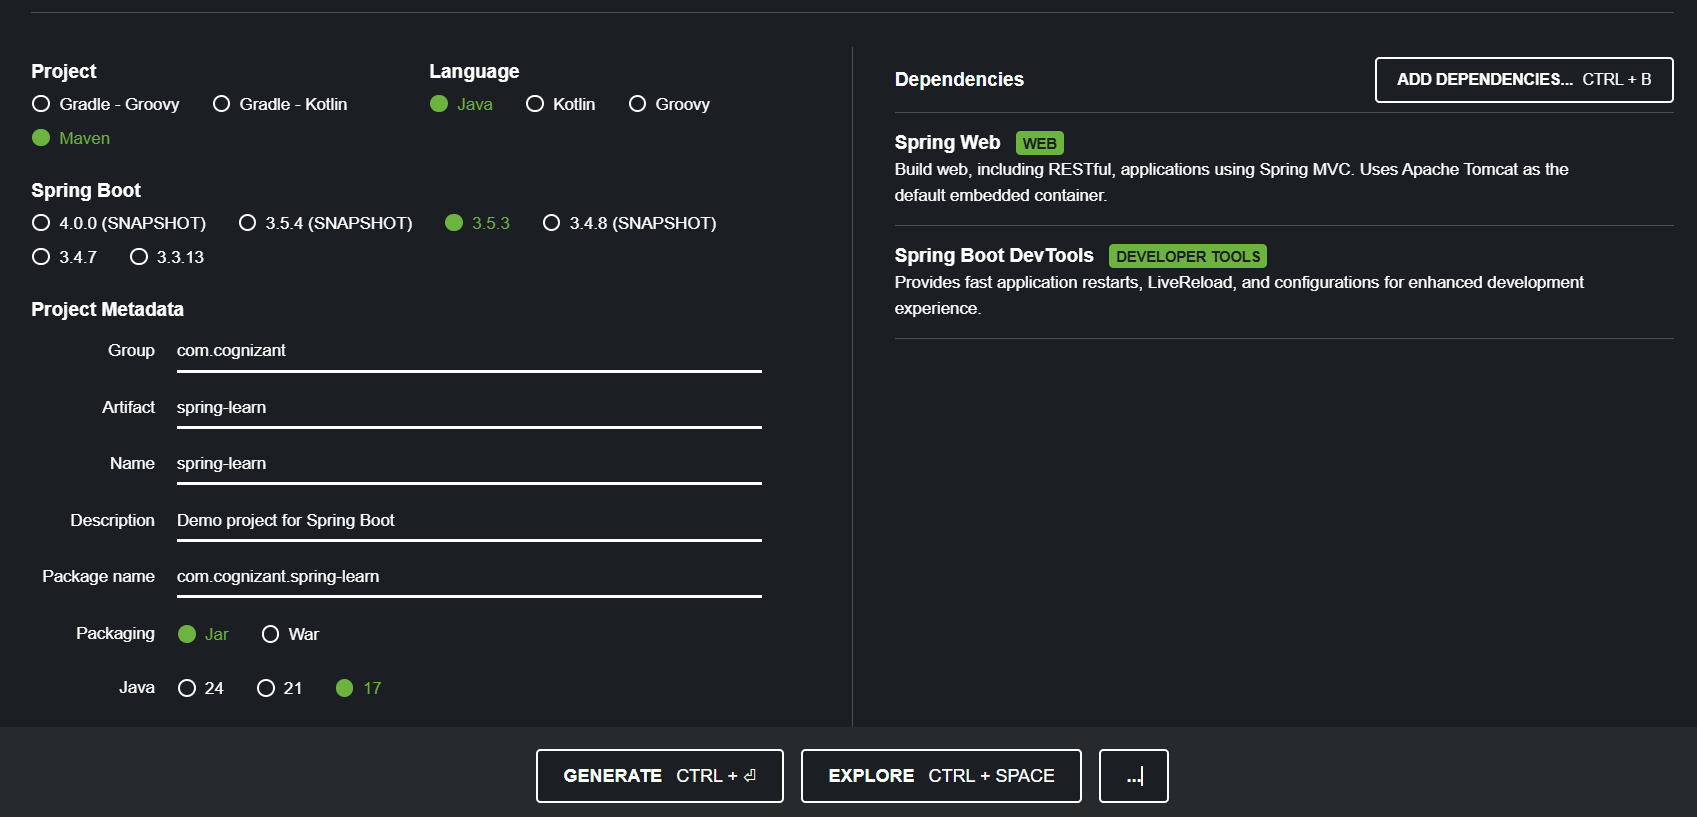 Project
Gradle - Groovy Gradle - Kotlin
Maven
Language
Java Kotlin Groovy
Spring Boot
4.0.0 (SNAPSHOT) 3.5.4 (SNAPSHOT) 3.5.3 3.4.8 (SNAPSHOT)
3.4.7 3.3.13
Project Metadata
Group com.cognizant
Artifact spring-learn
Name spring-learn
Description Demo project for Spring Boot
Package name com.cognizant.spring-learn
Packaging Jar War
Java 24 21 17
Dependencies ADD DEPENDENCIES... CTRL + B
Spring Web WEB
Build web, including RESTful, applications using Spring MVC. Uses Apache Tomcat as the
default embedded container.
Spring Boot DevTools DEVELOPER TOOLS
Provides fast application restarts, LiveReload, and configurations for enhanced development
experience.
GENERATE CTRL + ⏎ EXPLORE CTRL + SPACE ...